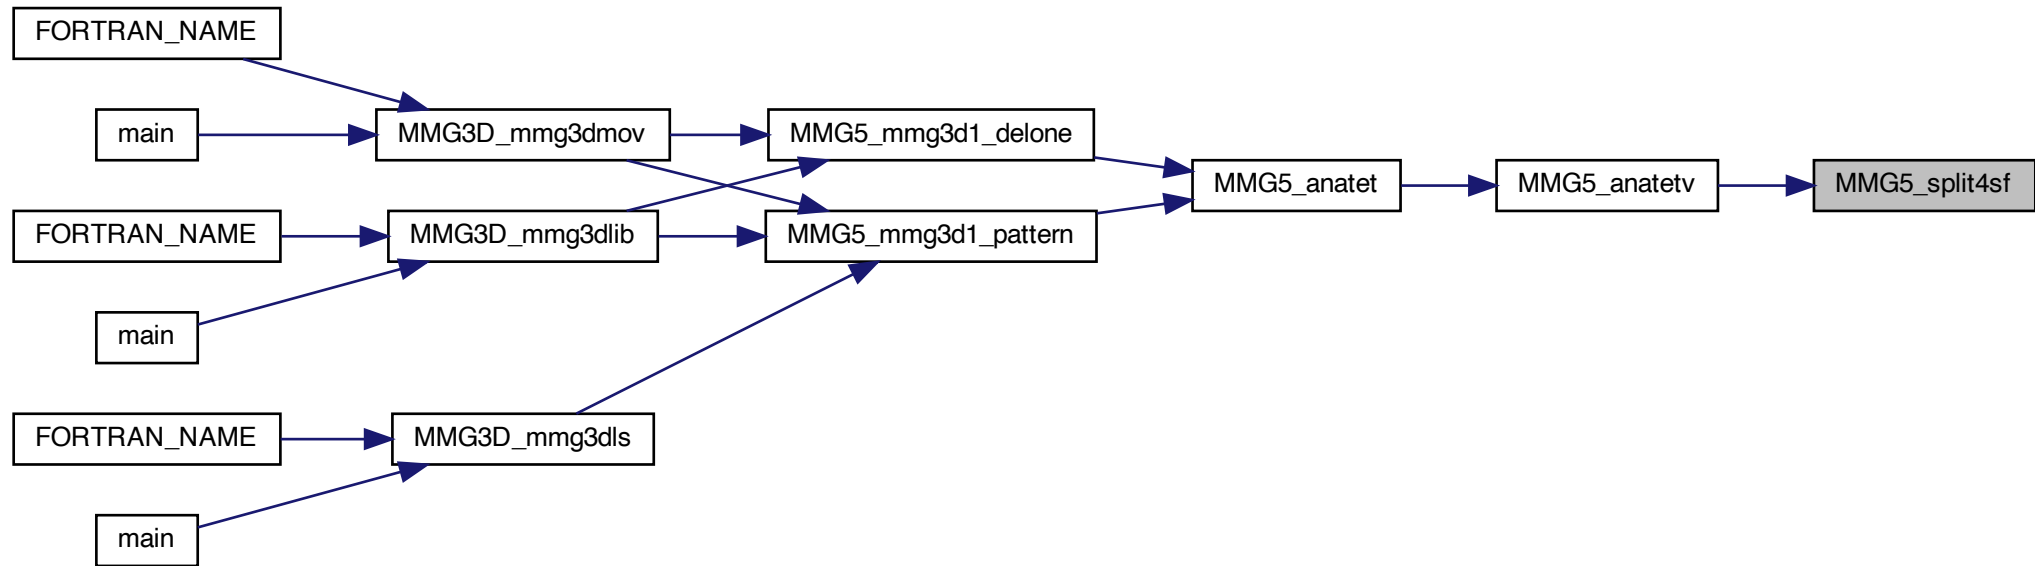 FORTRAN_NAME
main
MMG3D_mmg3dmov
MMG5_mmg3d1_delone
MMG5_anatet
MMG5_anatetv
MMG5_split4sf
FORTRAN_NAME
MMG3D_mmg3dlib
MMG5_mmg3d1_pattern
main
FORTRAN_NAME
MMG3D_mmg3dls
main